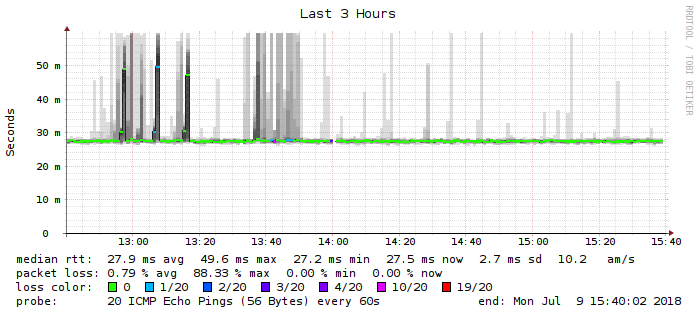 Last 3 Hours
RRDTOOL / TOBI OETIKER
Seconds
50 m
40 m
30 m
20 m
10 m
0
13:00 13:20 13:40 14:00 14:20 14:40 15:00 15:20 15:40
median rtt: 27.9 ms avg 49.6 ms max 27.2 ms min 27.5 ms now 2.7 ms sd 10.2 am/s
packet loss: 0.79 % avg 88.33 % max 0.00 % min 0.00 % now
loss color: 0 1/20 2/20 3/20 4/20 10/20 19/20
probe: 20 ICMP Echo Pings (56 Bytes) every 60s end: Mon Jul 9 15:40:02 2018